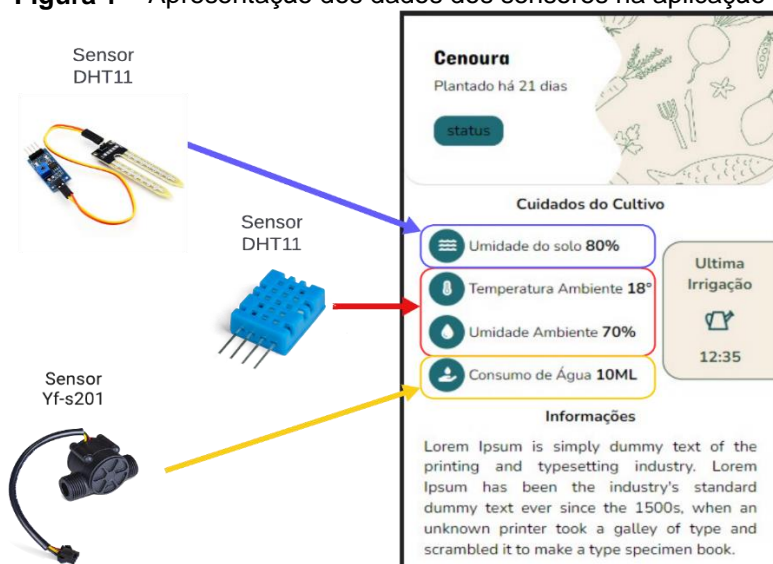 Figura 1 – Apresentação dos dados dos sensores na aplicação
Sensor
DHT11
Sensor
DHT11
Sensor
Yf-s201
Cenoura
Plantado há 21 dias
status
Cuidados do Cultivo
Umidade do solo 80%
Temperatura Ambiente 18°
Umidade Ambiente 70%
Consumo de Água 10ML
Ultima
Irrigação
12:35
Informações
Lorem Ipsum is simply dummy text of the
printing and typesetting industry. Lorem
Ipsum has been the industry's standard
dummy text ever since the 1500s, when an
unknown printer took a galley of type and
scrambled it to make a type specimen book.